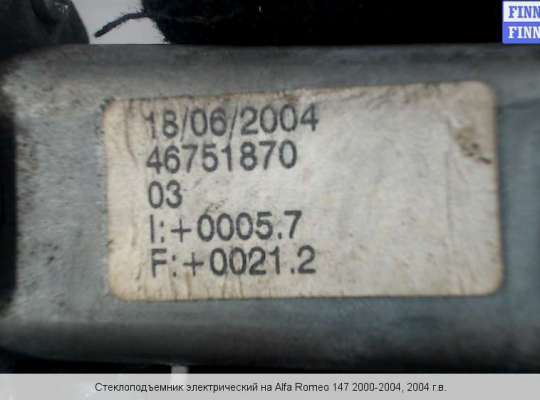 FINN
FINN
18/06/2004
46751870
03
I:+0005.7
F:+0021.2
Стеклоподъемник электрический на Alfa Romeo 147 2000-2004, 2004 г.в.